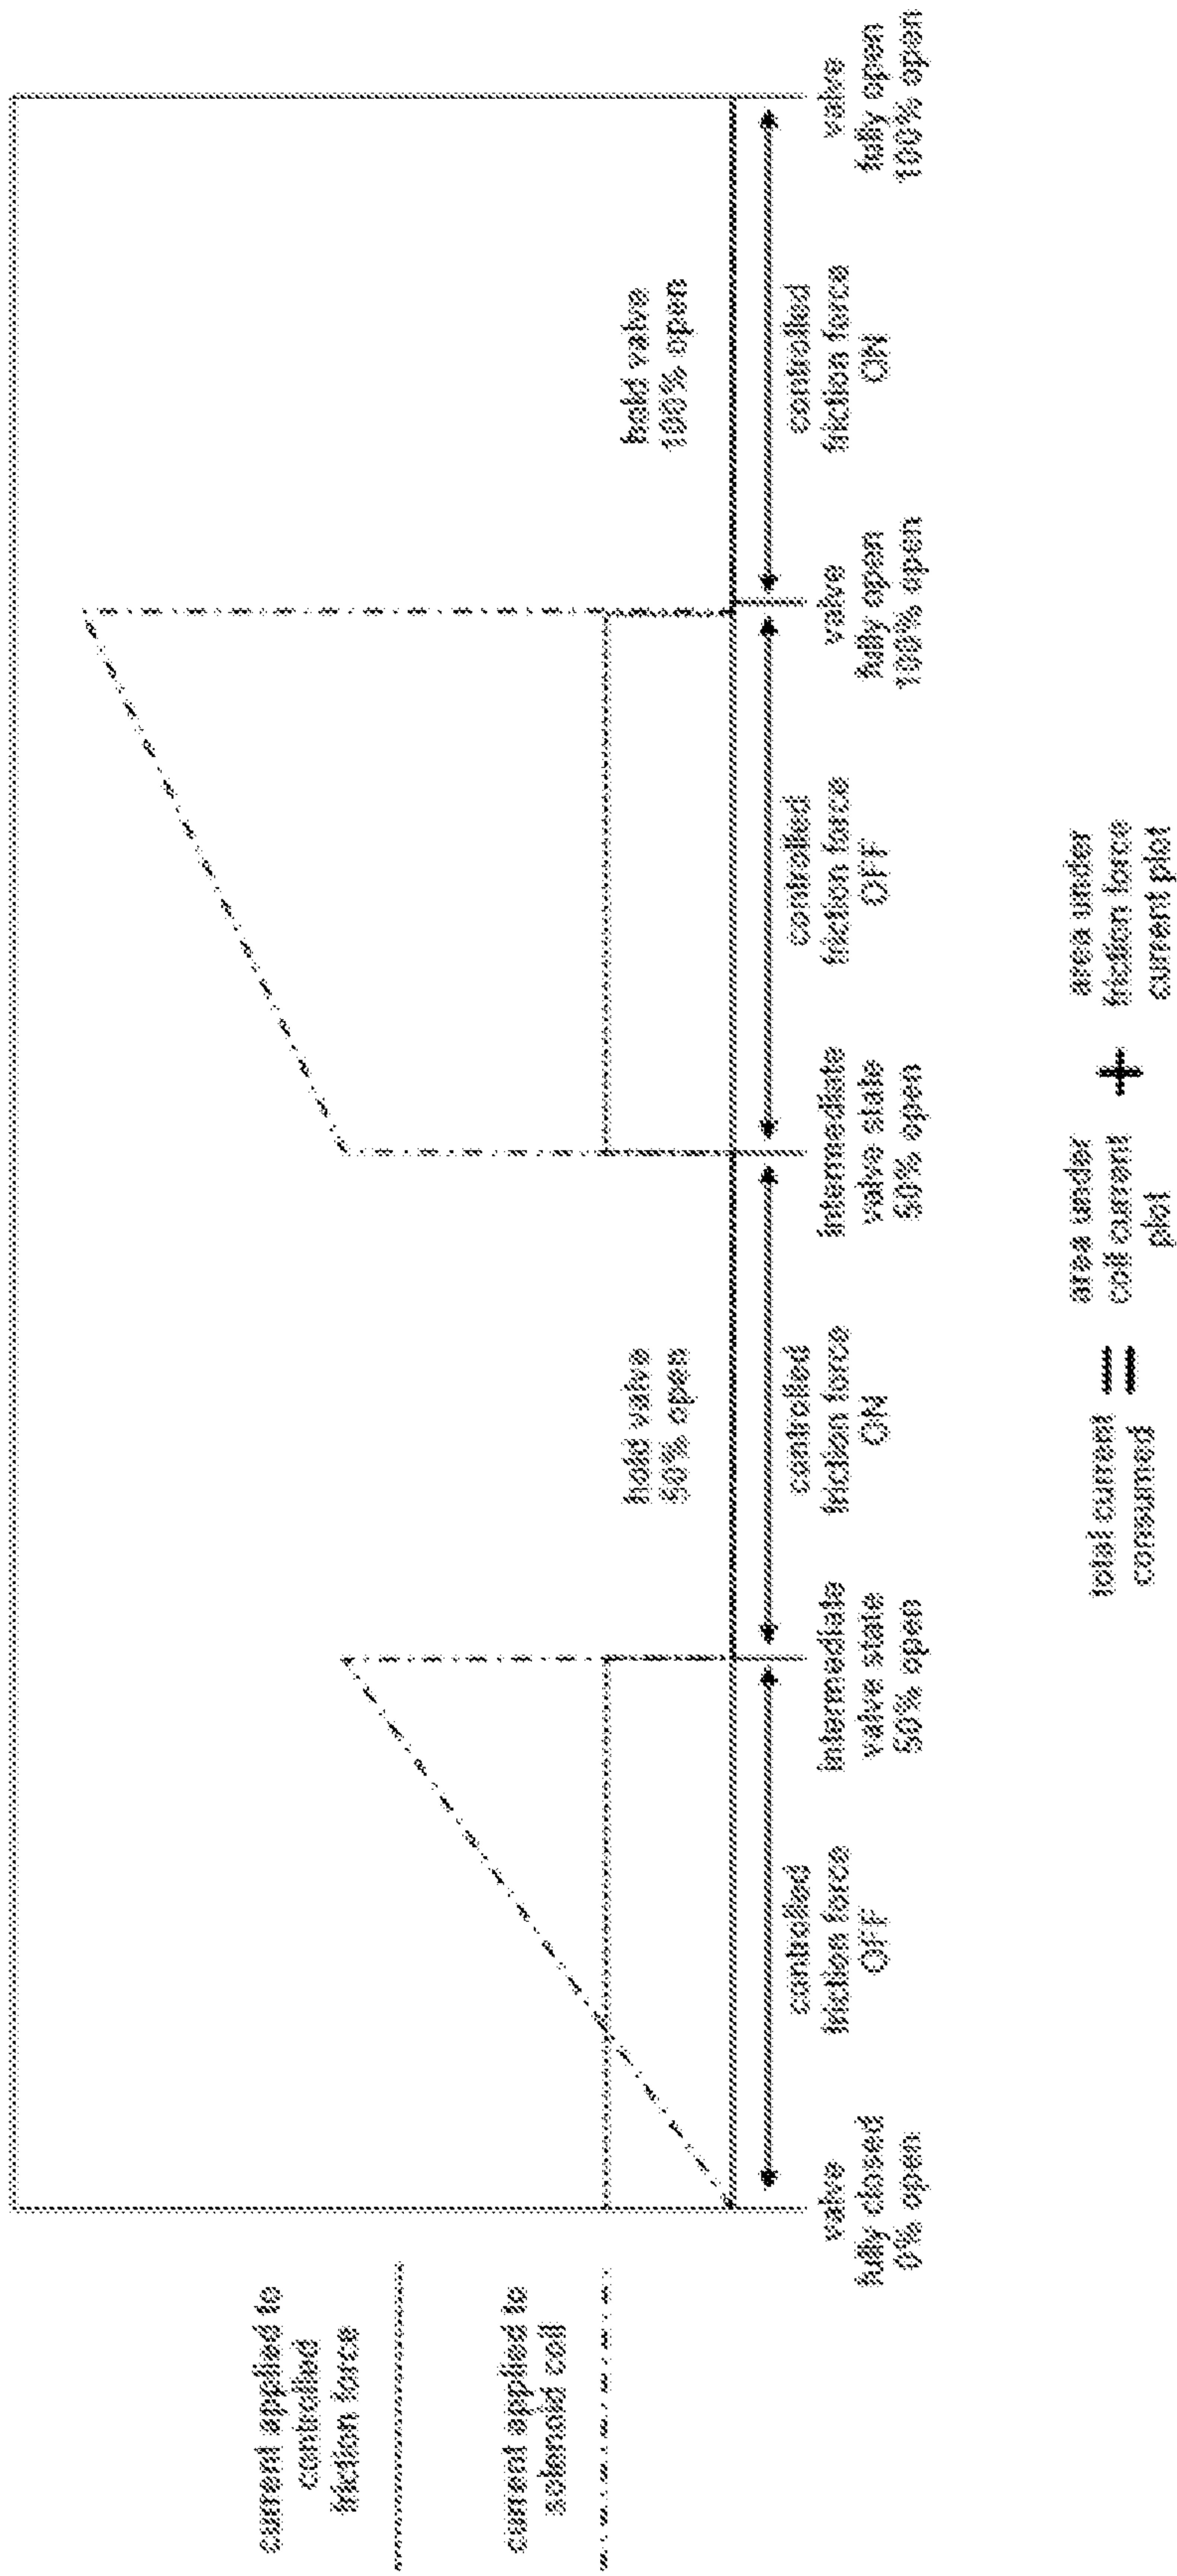 current applied to
controlled
friction force
current applied to
solenoid coil
hold valve
50% open
hold valve
100% open
valve
fully closed
0% open
controlled
friction force
OFF
intermediate
valve state
50% open
controlled
friction force
ON
intermediate
valve state
50% open
controlled
friction force
OFF
valve
fully open
100% open
controlled
friction force
ON
valve
fully open
100% open
total current
consumed
=
area under
coil current
plot
+
area under
friction force
current plot